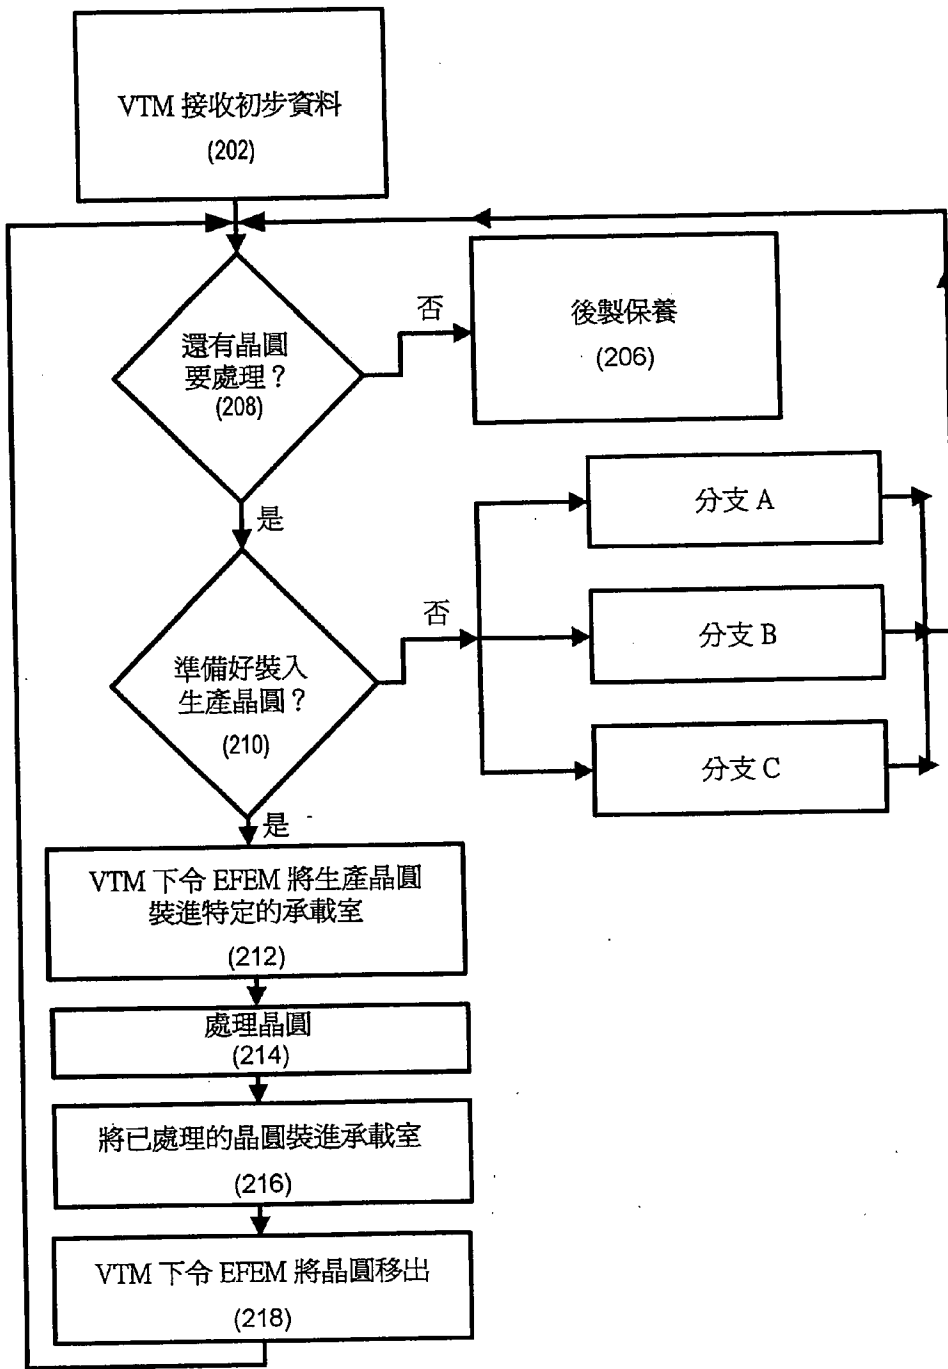 VTM 接收初步資料
(202)
還有晶圓
要處理？
(208)
否
後製保養
(206)
是
準備好裝入
生產晶圓？
(210)
否
分支 A
分支 B
分支 C
是
VTM 下令 EFEM 將生產晶圓
裝進特定的承載室
(212)
處理晶圓
(214)
將已處理的晶圓裝進承載室
(216)
VTM 下令 EFEM 將晶圓移出
(218)